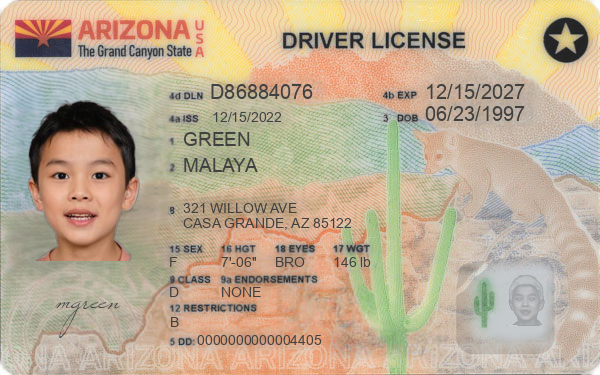 ARIZONA USA
The Grand Canyon State
DRIVER LICENSE
4d DLN D86884076
4b EXP 12/15/2027
4a ISS 12/15/2022
3 DOB 06/23/1997
1 GREEN
2 MALAYA
8 321 WILLOW AVE
CASA GRANDE, AZ 85122
15 SEX 16 HGT 18 EYES 17 WGT
F 7'-06" BRO 146 lb
9 CLASS 9a ENDORSEMENTS
D NONE
12 RESTRICTIONS
B
mgreen
5 DD: 0000000000004405
ARIZONA ARIZONA ARIZONA ARIZONA